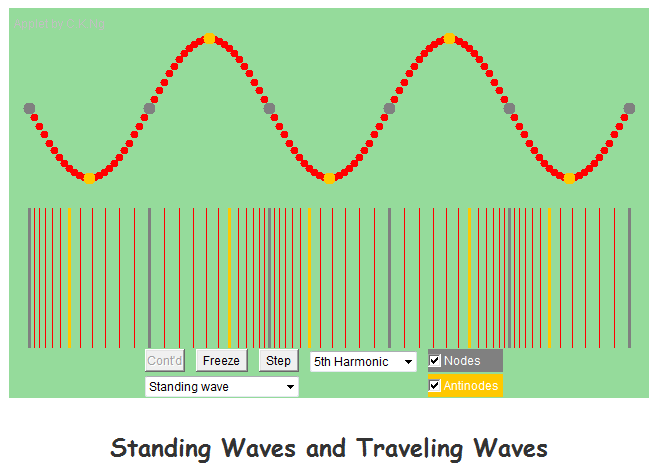 Cont'd
Freeze
Step
5th Harmonic
Nodes
Standing wave
Antinodes
Standing Waves and Traveling Waves